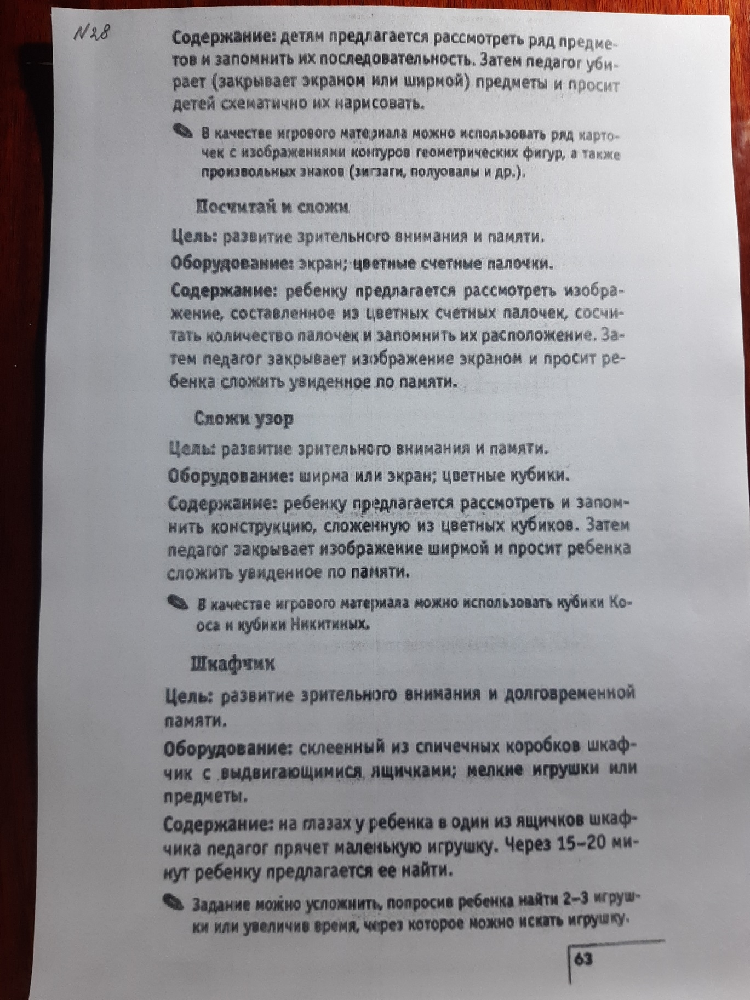 N28
Содержание: детям предлагается рассмотреть ряд предме-
тов и запомнить их последовательность. Затем педагог уби-
рает (закрывает экраном или ширмой) предметы и просит
детей схематично их нарисовать.
В качестве игрового материала можно использовать ряд карто-
чек с изображениями контуров геометрических фигур, а также
произвольных знаков (зигзаги, полуовалы и др.).
Посчитай и сложи
Цель: развитие зрительного внимания и памяти.
Оборудование: экран; цветные счетные палочки.
Содержание: ребенку предлагается рассмотреть изобра-
жение, составленное из цветных счетных палочек, сосчи-
тать количество палочек и запомнить их расположение. За-
тем педагог закрывает изображение экраном и просит ре-
бенка сложить увиденное по памяти.
Сложи узор
Цель: развитие зрительного внимания и памяти.
Оборудование: ширма или экран; цветные кубики.
Содержание: ребенку предлагается рассмотреть и запом-
нить конструкцию, сложенную из цветных кубиков. Затем
педагог закрывает изображение ширмой и просит ребенка
сложить увиденное по памяти.
В качестве игрового материала можно использовать кубики Ко-
оса и кубики Никитиных.
Шкафчик
Цель: развитие зрительного внимания и долговременной
памяти.
Оборудование: склеенный из спичечных коробков шкаф-
чик с выдвигающимися ящичками; мелкие игрушки или
предметы.
Содержание: на глазах у ребенка в один из ящичков шкаф-
чика педагог прячет маленькую игрушку. Через 15–20 ми-
нут ребенку предлагается ее найти.
Задание можно усложнить, попросив ребенка найти 2–3 игруш-
ки или увеличив время, через которое можно искать игрушку.
63